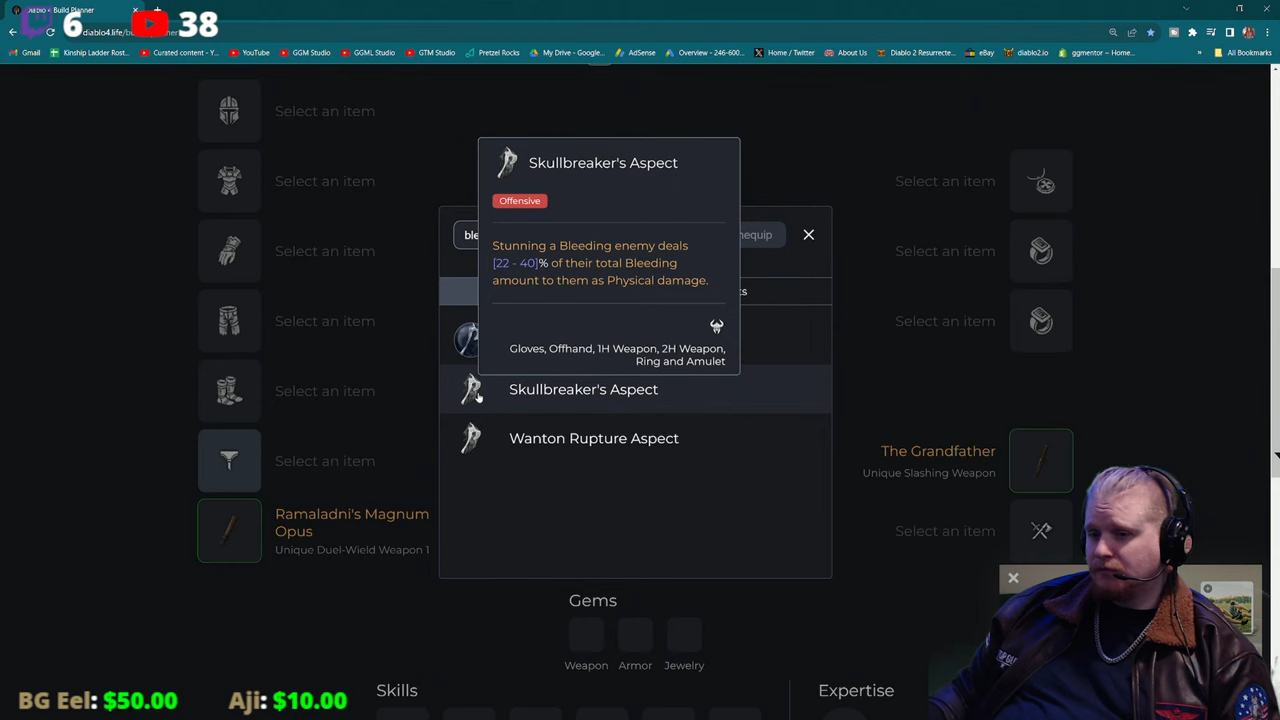 Diablo 4 Build Planner
6
38
diablo4.life/bu
Gmail
Kinship Ladder Rost...
Curated content - Y...
YouTube
GGM Studio
GGML Studio
GTM Studio
Pretzel Rocks
My Drive - Google...
AdSense
Overview - 246-600...
Home / Twitter
About Us
Diablo 2 Resurrecte...
eBay
diablo2.io
ggmentor – Home...
All Bookmarks
Select an item
Select an item
Select an item
Select an item
Select an item
Select an item
Ramaladni's Magnum
Opus
Unique Duel-Wield Weapon 1
ble
nequip
ts
Skullbreaker's Aspect
Offensive
Stunning a Bleeding enemy deals
[22 - 40]% of their total Bleeding
amount to them as Physical damage.
Gloves, Offhand, 1H Weapon, 2H Weapon,
Ring and Amulet
Skullbreaker's Aspect
Wanton Rupture Aspect
Select an item
Select an item
Select an item
The Grandfather
Unique Slashing Weapon
Select an item
Gems
Weapon
Armor
Jewelry
Skills
Expertise
BG Eel: $50.00
Aji: $10.00